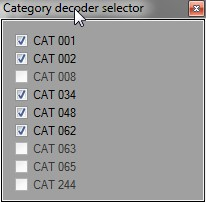 Category decoder selector
CAT 001
CAT 002
CAT 008
CAT 034
CAT 048
CAT 062
CAT 063
CAT 065
CAT 244